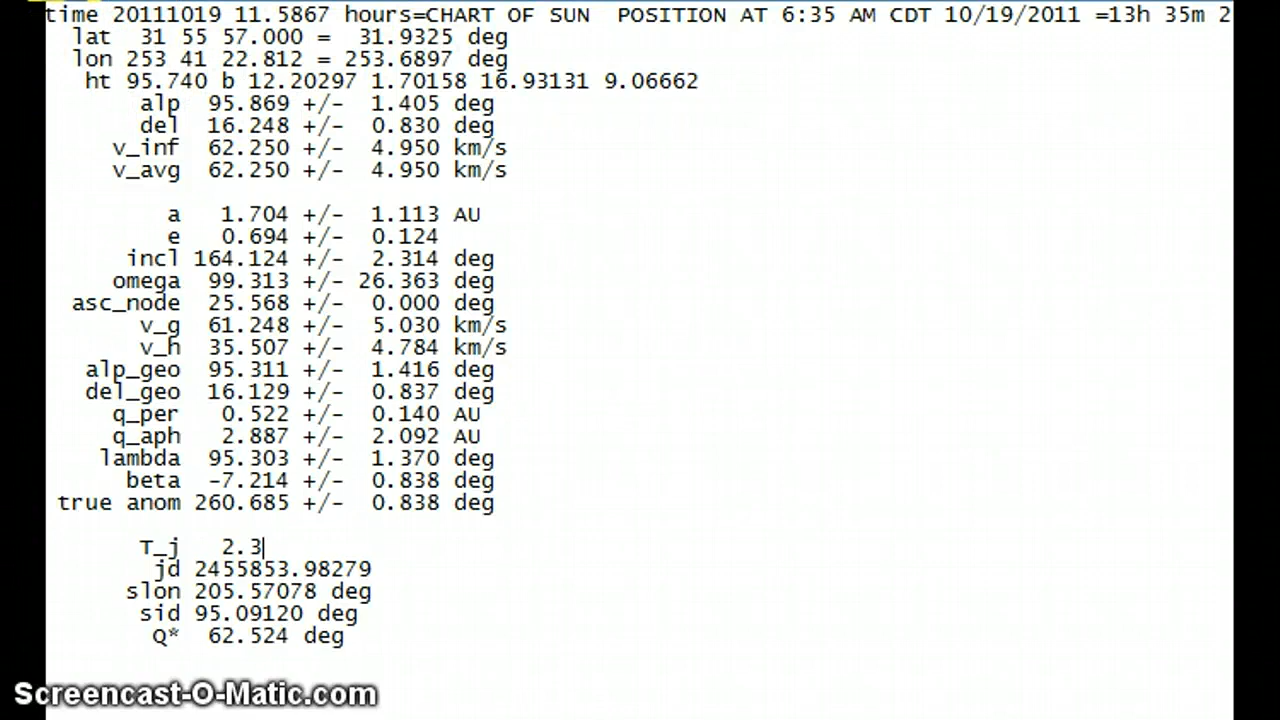 time 20111019 11.5867 hours=CHART OF SUN  POSITION AT 6:35 AM CDT 10/19/2011 =13h 35m 2
lat  31 55 57.000 =  31.9325 deg
lon 253 41 22.812 = 253.6897 deg
ht 95.740 b 12.20297 1.70158 16.93131 9.06662
alp  95.869 +/-  1.405 deg
del  16.248 +/-  0.830 deg
v_inf  62.250 +/-  4.950 km/s
v_avg  62.250 +/-  4.950 km/s
a   1.704 +/-  1.113 AU
e   0.694 +/-  0.124
incl 164.124 +/-  2.314 deg
omega  99.313 +/- 26.363 deg
asc_node  25.568 +/-  0.000 deg
v_g  61.248 +/-  5.030 km/s
v_h  35.507 +/-  4.784 km/s
alp_geo  95.311 +/-  1.416 deg
del_geo  16.129 +/-  0.837 deg
q_per   0.522 +/-  0.140 AU
q_aph   2.887 +/-  2.092 AU
lambda  95.303 +/-  1.370 deg
beta  -7.214 +/-  0.838 deg
true anom 260.685 +/-  0.838 deg
T_j   2.3
jd 2455853.98279
slon 205.57078 deg
sid 95.09120 deg
Q*  62.524 deg
Screencast-O-Matic.com